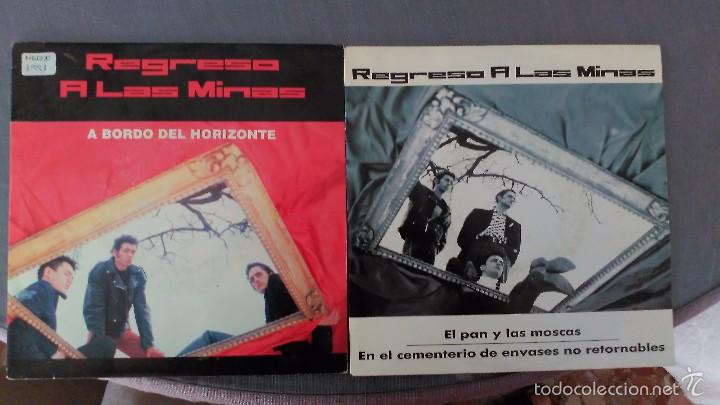 Regreso
A Las Minas
A BORDO DEL HORIZONTE
Regreso A Las Minas
El pan y las moscas
En el cementerio de envases no retornables
todocoleccion.net